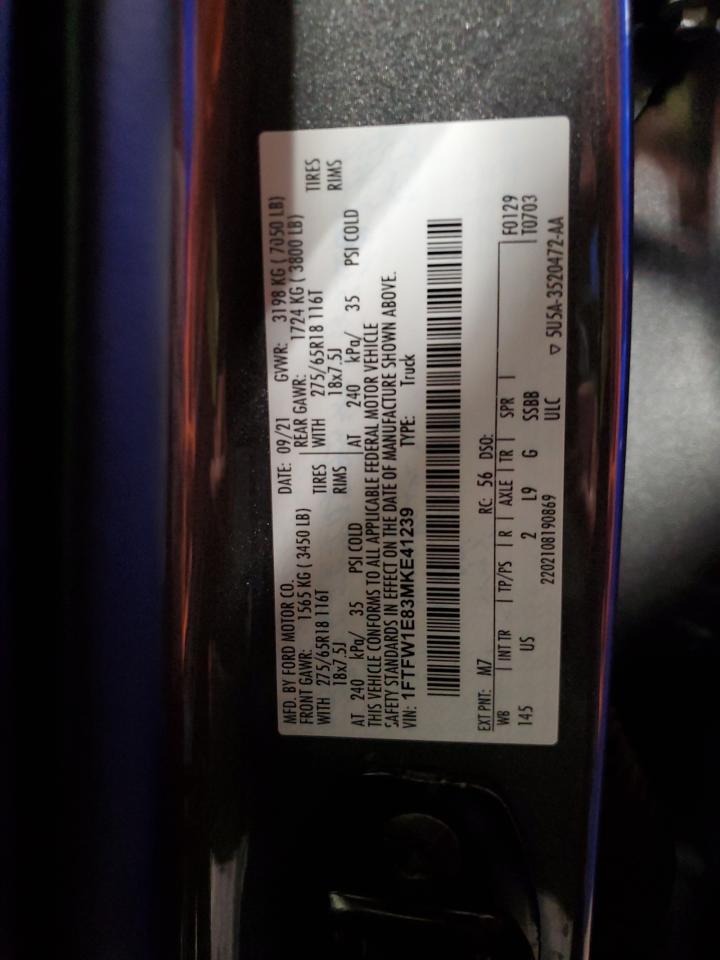 MFD. BY FORD MOTOR CO. DATE: 09/21 GVWR: 3198 KG ( 7050 LB)
FRONT GAWR: 1565 KG ( 3450 LB) REAR GAWR: 1724 KG ( 3800 LB)
WITH 275/65R18 116T TIRES WITH 275/65R18 116T TIRES
18x7.5J RIMS 18x7.5J RIMS
AT 240 kPa/ 35 PSI COLD AT 240 kPa/ 35 PSI COLD
THIS VEHICLE CONFORMS TO ALL APPLICABLE FEDERAL MOTOR VEHICLE
SAFETY STANDARDS IN EFFECT ON THE DATE OF MANUFACTURE SHOWN ABOVE.
VIN: 1FTFW1E83MKE41239 TYPE: Truck
EXT PNT: M7 RC: 56 DSO:
WB INT TR TP/PS R AXLE TR SPR F0129
145 US 2 L9 G SSBB T0703
ULC
2202108190869 ▽ 5U5A-3520472-AA